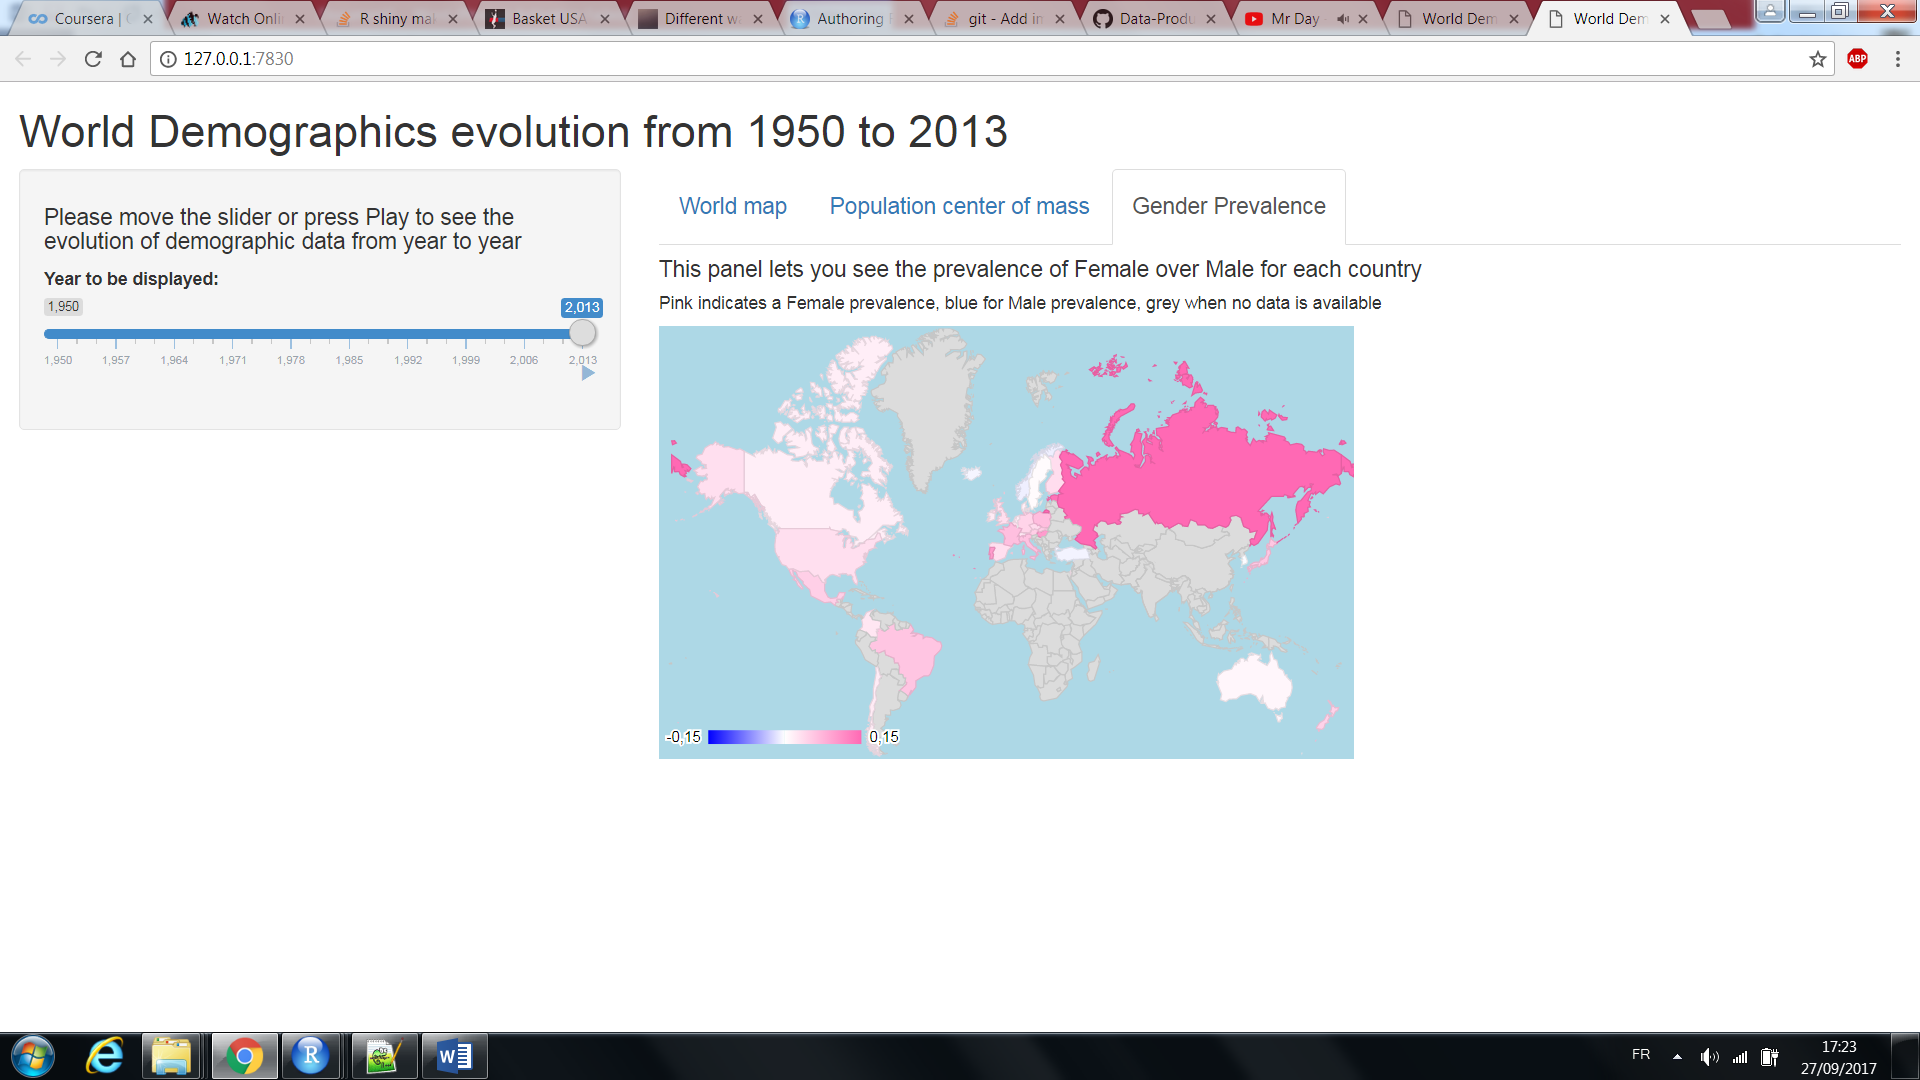 Coursera |
Watch Onli
R shiny ma
Basket USA
Different w
Authoring
git - Add in
Data-Produ
Mr Day
World Dem
World Dem
127.0.0.1:7830
ABP
World Demographics evolution from 1950 to 2013
Please move the slider or press Play to see the
evolution of demographic data from year to year
Year to be displayed:
1,950
2,013
1,950 1,957 1,964 1,971 1,978 1,985 1,992 1,999 2,006 2,013
World map
Population center of mass
Gender Prevalence
This panel lets you see the prevalence of Female over Male for each country
Pink indicates a Female prevalence, blue for Male prevalence, grey when no data is available
-0,15
0,15
FR
17:23
27/09/2017